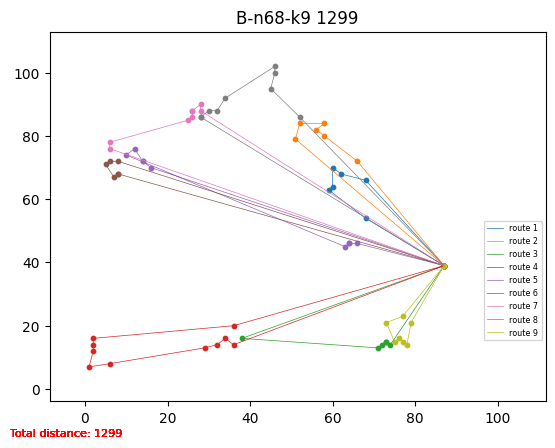 B-n68-k9 1299
100
80
60
40
20
0
0 20 40 60 80 100
route 1
route 2
route 3
route 4
route 5
route 6
route 7
route 8
route 9
Total distance: 1299